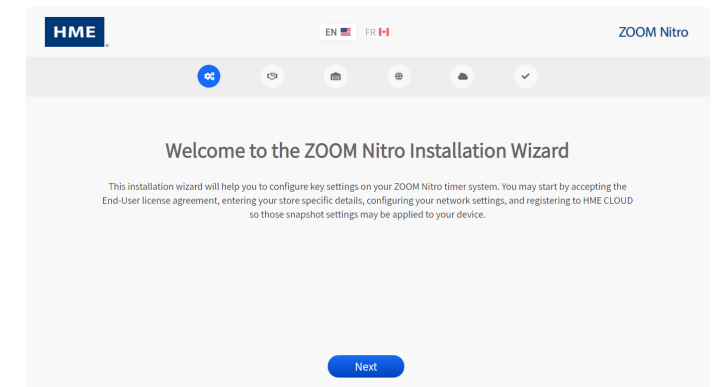 HME
EN FR
ZOOM Nitro
Welcome to the ZOOM Nitro Installation Wizard
This installation wizard will help you to configure key settings on your ZOOM Nitro timer system. You may start by accepting the
End-User license agreement, entering your store specific details, configuring your network settings, and registering to HME CLOUD
so those snapshot settings may be applied to your device.
Next